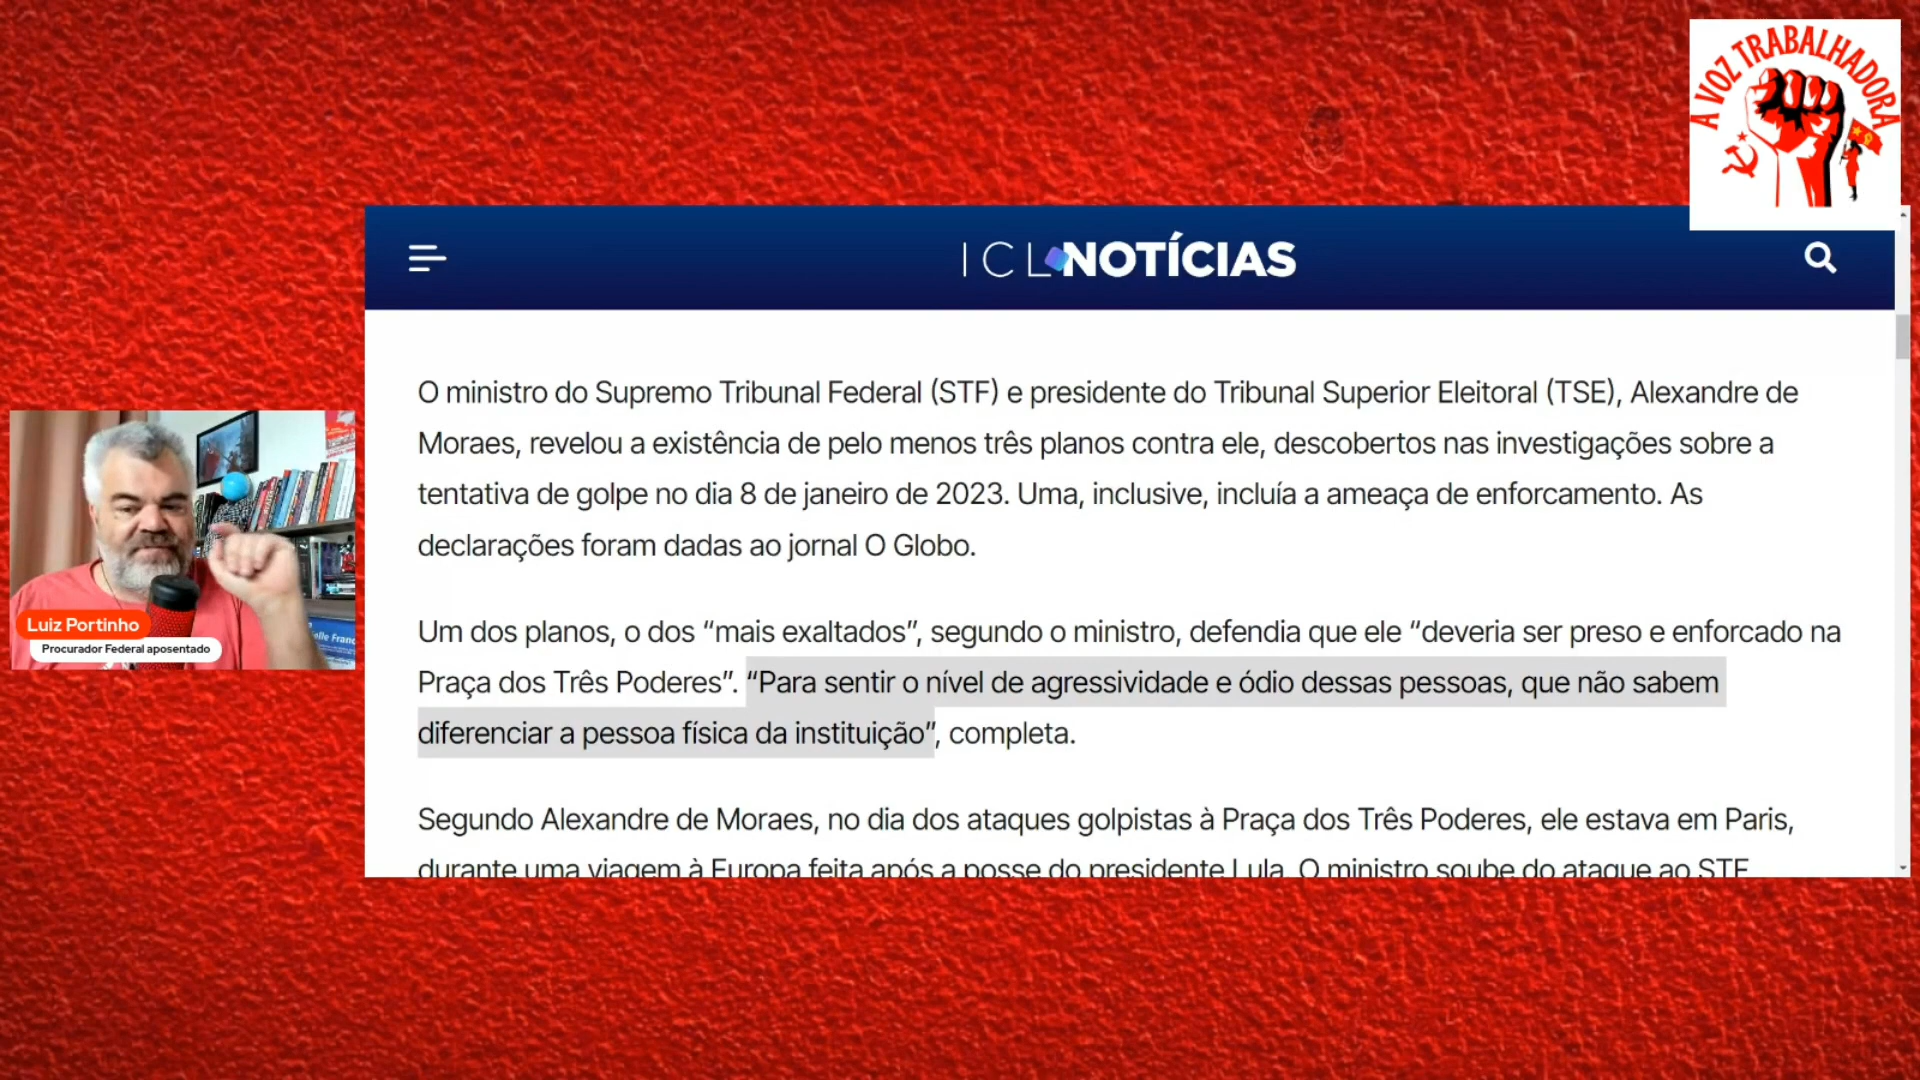 A VOZ TRABALHADORA
ICL NOTÍCIAS
O ministro do Supremo Tribunal Federal (STF) e presidente do Tribunal Superior Eleitoral (TSE), Alexandre de
Moraes, revelou a existência de pelo menos três planos contra ele, descobertos nas investigações sobre a
tentativa de golpe no dia 8 de janeiro de 2023. Uma, inclusive, incluía a ameaça de enforcamento. As
declarações foram dadas ao jornal O Globo.
Um dos planos, o dos “mais exaltados”, segundo o ministro, defendia que ele “deveria ser preso e enforcado na
Praça dos Três Poderes”. “Para sentir o nível de agressividade e ódio dessas pessoas, que não sabem
diferenciar a pessoa física da instituição”, completa.
Segundo Alexandre de Moraes, no dia dos ataques golpistas à Praça dos Três Poderes, ele estava em Paris,
durante uma viagem à Europa feita após a posse do presidente Lula. O ministro soube do ataque ao STF
Luiz Portinho
Procurador Federal aposentado